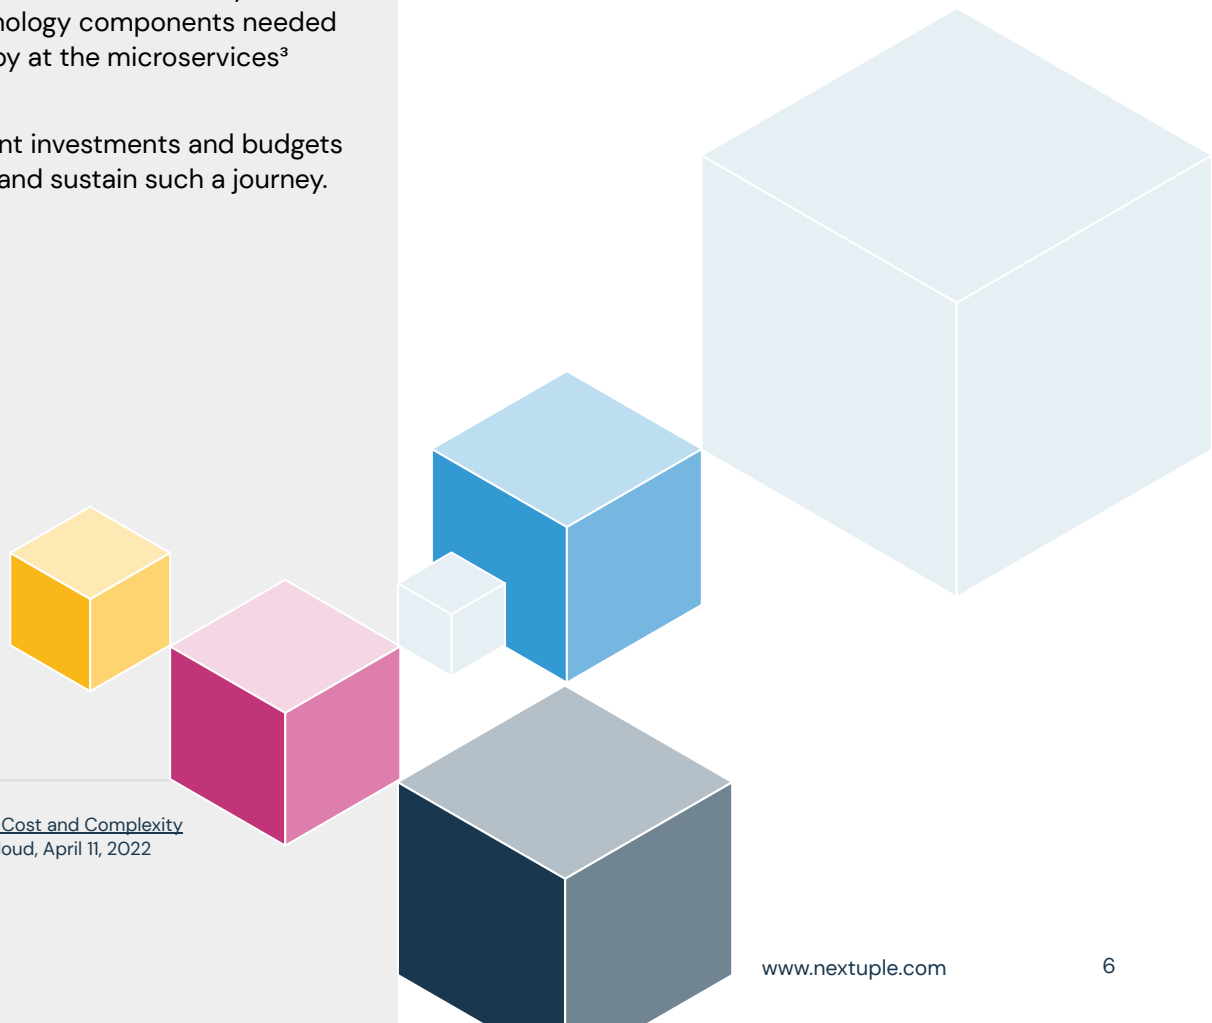 nology components needed
by at the microservices³
nt investments and budgets
and sustain such a journey.
Cost and Complexity
loud, April 11, 2022
www.nextuple.com
6